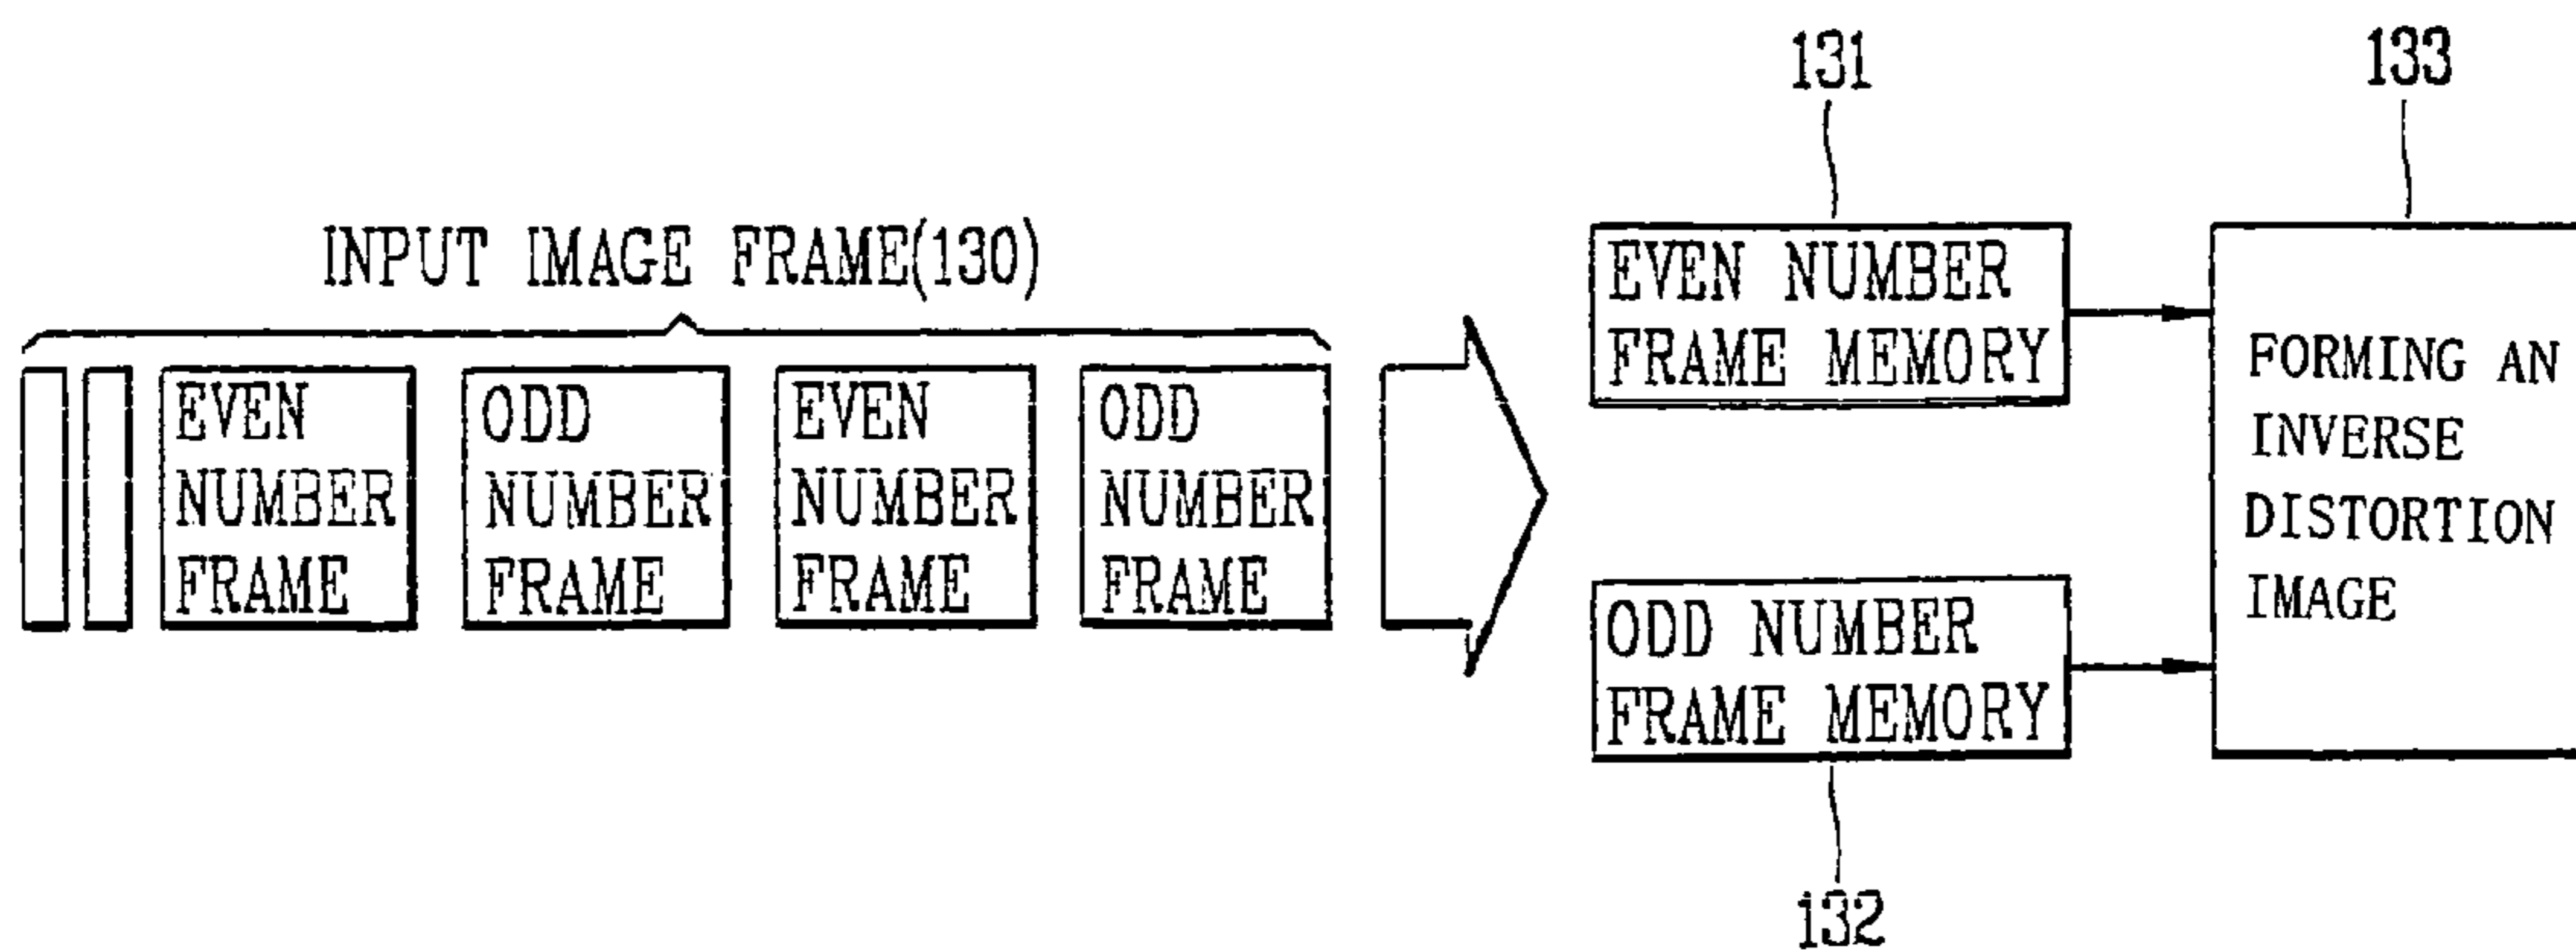 131
133
INPUT IMAGE FRAME(130)
EVEN
NUMBER
FRAME
ODD
NUMBER
FRAME
EVEN
NUMBER
FRAME
ODD
NUMBER
FRAME
EVEN NUMBER
FRAME MEMORY
ODD NUMBER
FRAME MEMORY
FORMING AN
INVERSE
DISTORTION
IMAGE
132